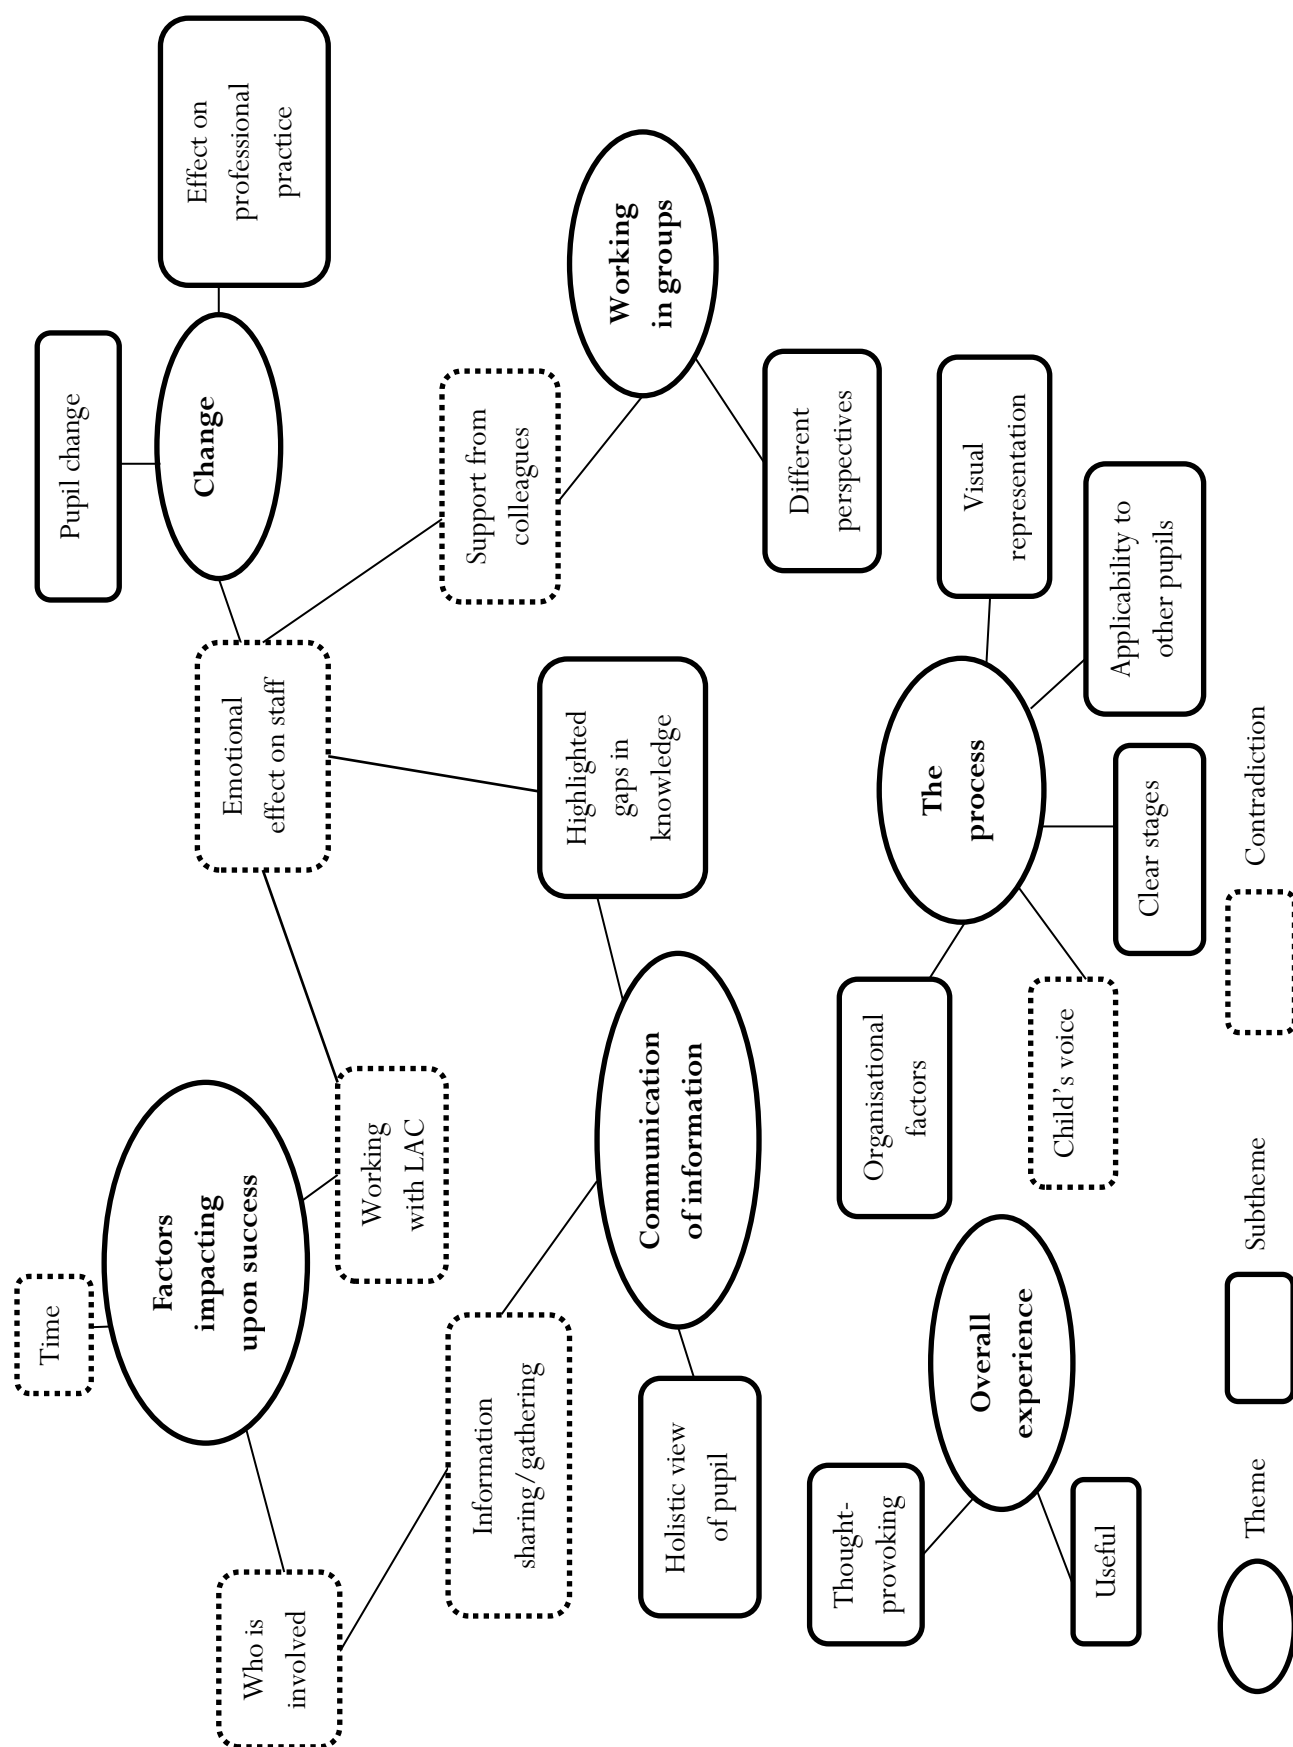 Time
Factors
impacting
upon success
Who is
involved
Working
with LAC
Emotional
effect on staff
Change
Pupil change
Effect on
professional
practice
Information
sharing/gathering
Support from
colleagues
Holistic view
of pupil
Communication
of information
Highlighted
gaps in
knowledge
Different
perspectives
Working
in groups
Thought-
provoking
Overall
experience
Useful
Organisational
factors
Child’s voice
The
process
Clear stages
Applicability to
other pupils
Visual
representation
Theme
Subtheme
Contradiction